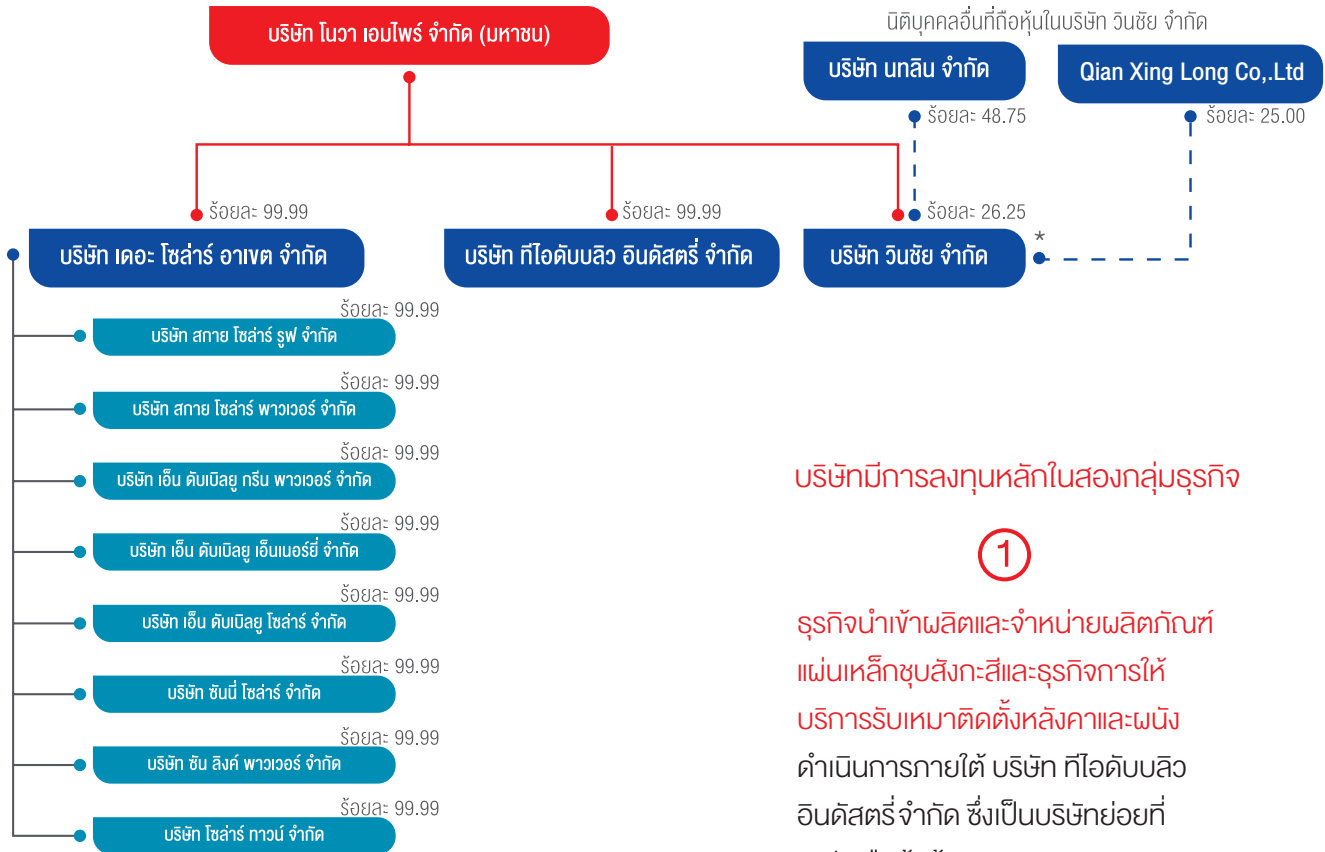 บริษัท โนวา เอมไพร์ จำกัด (มหาชน)
นิติบุคคลอื่นที่ถือหุ้นในบริษัท วินชัย จำกัด
บริษัท นทลิน จำกัด
Qian Xing Long Co,.Ltd
ร้อยละ 48.75
ร้อยละ 25.00
ร้อยละ 99.99
ร้อยละ 99.99
ร้อยละ 26.25
บริษัท เดอะ โซล่าร์ อาเขต จำกัด
บริษัท ทีไอดับบลิว อินดัสตรี่ จำกัด
บริษัท วินชัย จำกัด
*
ร้อยละ 99.99
บริษัท สกาย โซล่าร์ รูฟ จำกัด
ร้อยละ 99.99
บริษัท สกาย โซล่าร์ พาวเวอร์ จำกัด
ร้อยละ 99.99
บริษัท เอ็น ดับเบิลยู กรีน พาวเวอร์ จำกัด
ร้อยละ 99.99
บริษัท เอ็น ดับเบิลยู เอ็นเนอร์ยี่ จำกัด
ร้อยละ 99.99
บริษัท เอ็น ดับเบิลยู โซล่าร์ จำกัด
ร้อยละ 99.99
บริษัท ซันนี่ โซล่าร์ จำกัด
ร้อยละ 99.99
บริษัท ซัน ลิงค์ พาวเวอร์ จำกัด
ร้อยละ 99.99
บริษัท โซล่าร์ ทาวน์ จำกัด
บริษัทมีการลงทุนหลักในสองกลุ่มธุรกิจ
1
ธุรกิจนำเข้าผลิตและจำหน่ายผลิตภัณฑ์
แผ่นเหล็กชุบสังกะสีและธุรกิจการให้
บริการรับเหมาติดตั้งหลังคาและผนัง
ดำเนินการภายใต้ บริษัท ทีไอดับบลิว
อินดัสตรี่จำกัด ซึ่งเป็นบริษัทย่อยที่